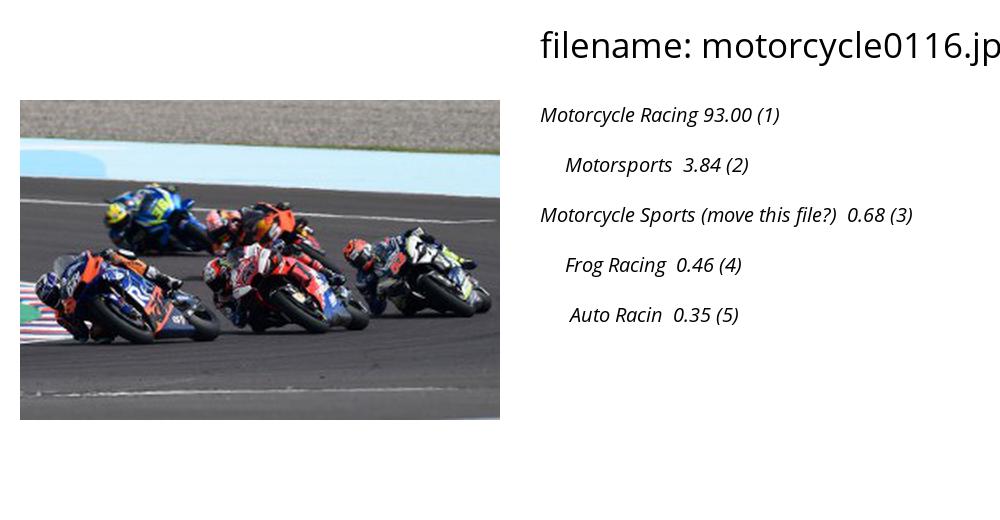 filename: motorcycle0116.jp
Motorcycle Racing 93.00 (1)
Motorsports 3.84 (2)
Motorcycle Sports (move this file?) 0.68 (3)
Frog Racing 0.46 (4)
Auto Racin 0.35 (5)